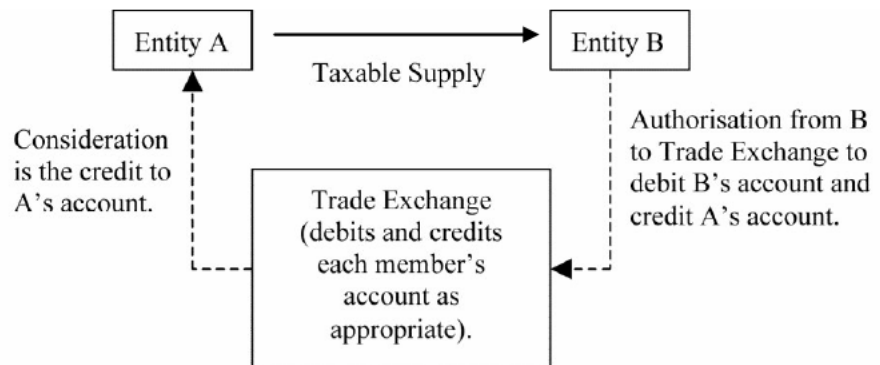 Entity A
Entity B
Taxable Supply
Consideration
is the credit to
A's account.
Authorisation from B
to Trade Exchange to
debit B's account and
credit A's account.
Trade Exchange
(debits and credits
each member's
account as
appropriate).